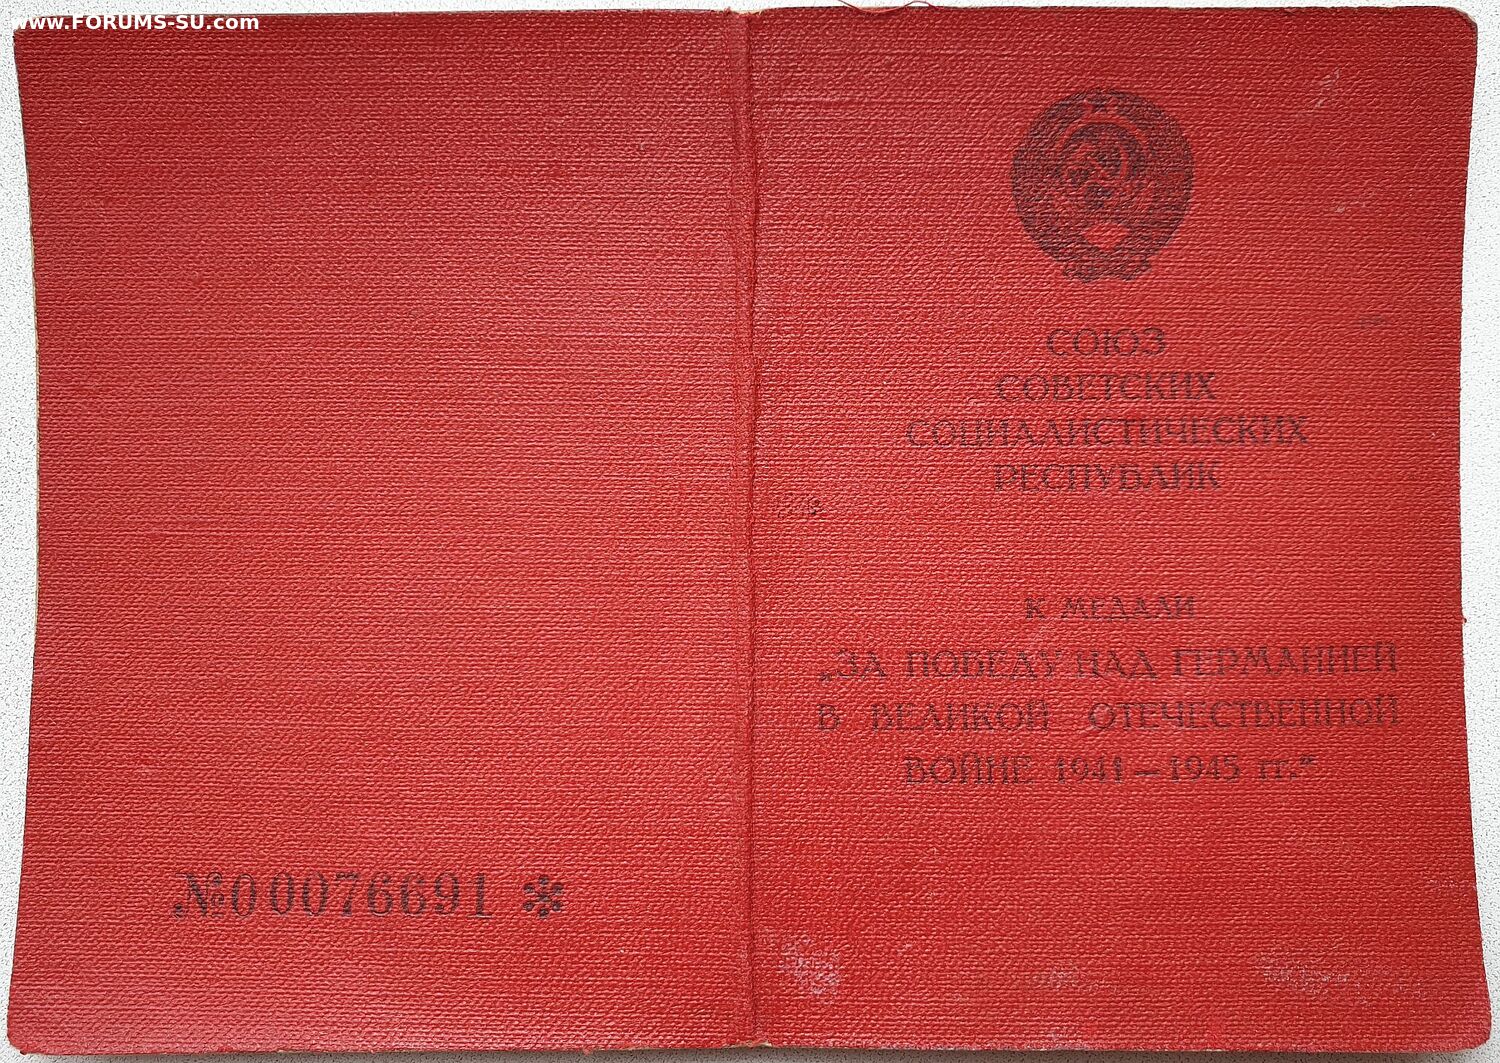 www.FORUMS-SU.com
СОЮЗ
СОВЕТСКИХ
СОЦИАЛИСТИЧЕСКИХ
РЕСПУБЛИК
К МЕДАЛИ
„ЗА ПОБЕДУ НАД ГЕРМАНИЕЙ
В ВЕЛИКОЙ ОТЕЧЕСТВЕННОЙ
ВОЙНЕ 1941—1945 гг.“
№00076691 *